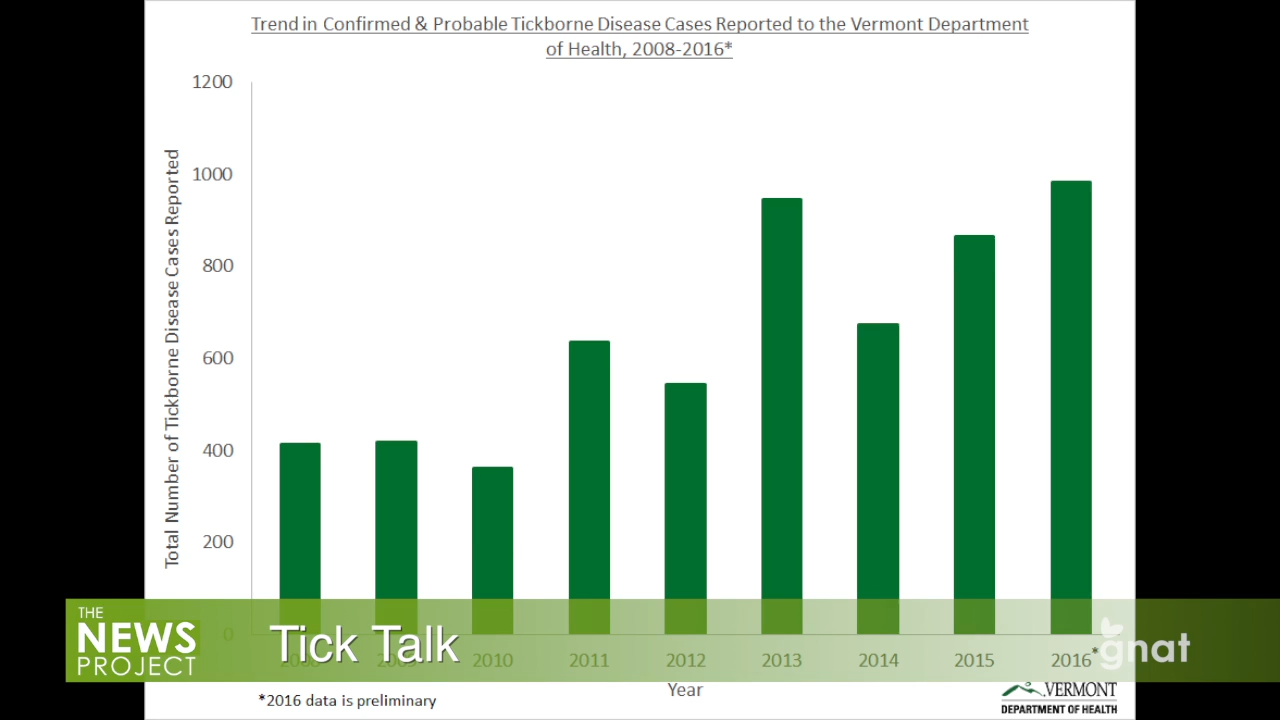 Trend in Confirmed & Probable Tickborne Disease Cases Reported to the Vermont Department
of Health, 2008-2016*
1200
1000
800
600
400
200
0
Total Number of Tickborne Disease Cases Reported
2008 2009 2010 2011 2012 2013 2014 2015 2016*
Year
*2016 data is preliminary
THE
NEWS
PROJECT
Tick Talk
gnat
VERMONT
DEPARTMENT OF HEALTH